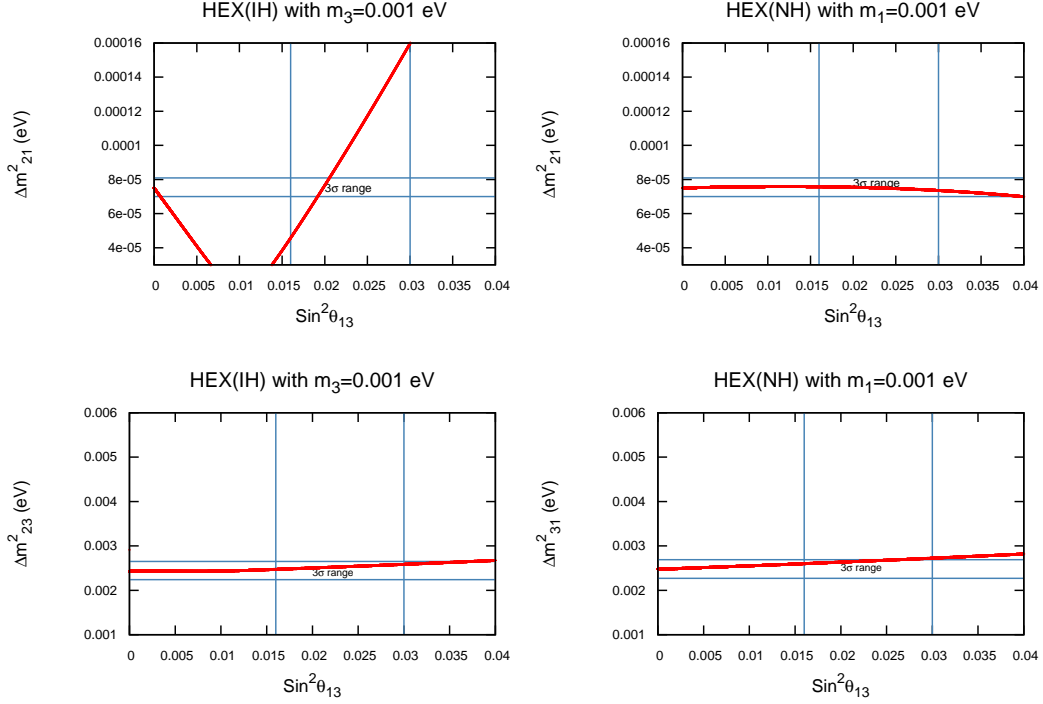 HEX(IH) with m3=0.001 eV
0.00016
0.00014
0.00012
0.0001
8e-05
6e-05
4e-05
Δm²21 (eV)
3σ range
0 0.005 0.01 0.015 0.02 0.025 0.03 0.035 0.04
Sin²θ13
HEX(NH) with m1=0.001 eV
0.00016
0.00014
0.00012
0.0001
8e-05
6e-05
4e-05
Δm²21 (eV)
3σ range
0 0.005 0.01 0.015 0.02 0.025 0.03 0.035 0.04
Sin²θ13
HEX(IH) with m3=0.001 eV
0.006
0.005
0.004
0.003
0.002
0.001
Δm²23 (eV)
3σ range
0 0.005 0.01 0.015 0.02 0.025 0.03 0.035 0.04
Sin²θ13
HEX(NH) with m1=0.001 eV
0.006
0.005
0.004
0.003
0.002
0.001
Δm²31 (eV)
3σ range
0 0.005 0.01 0.015 0.02 0.025 0.03 0.035 0.04
Sin²θ13